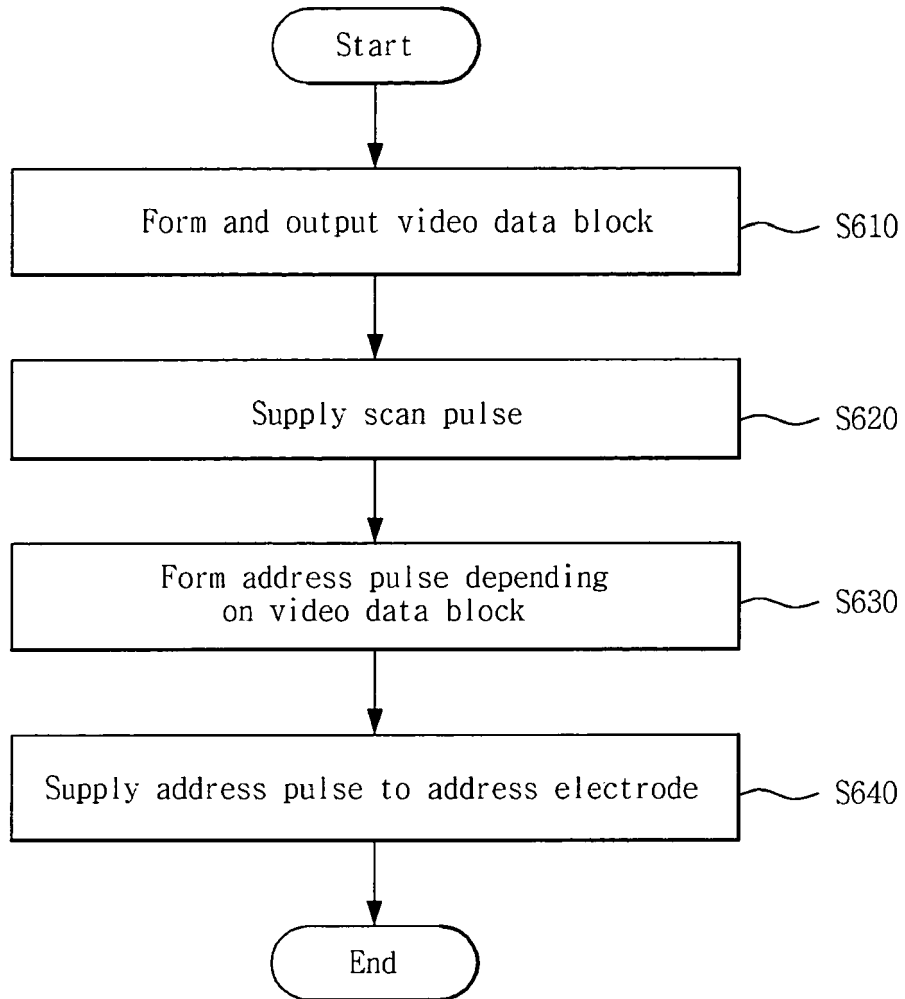 Start
Form and output video data block
S610
Supply scan pulse
S620
Form address pulse depending
on video data block
S630
Supply address pulse to address electrode
S640
End